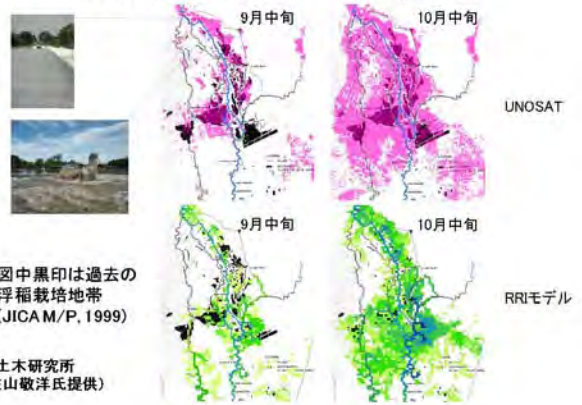 9月中旬
10月中旬
UNOSAT
9月中旬
10月中旬
RRIモデル
図中黒印は過去の
浮稲栽培地帯
(JICA M/P, 1999)
土木研究所
山敬洋氏提供)